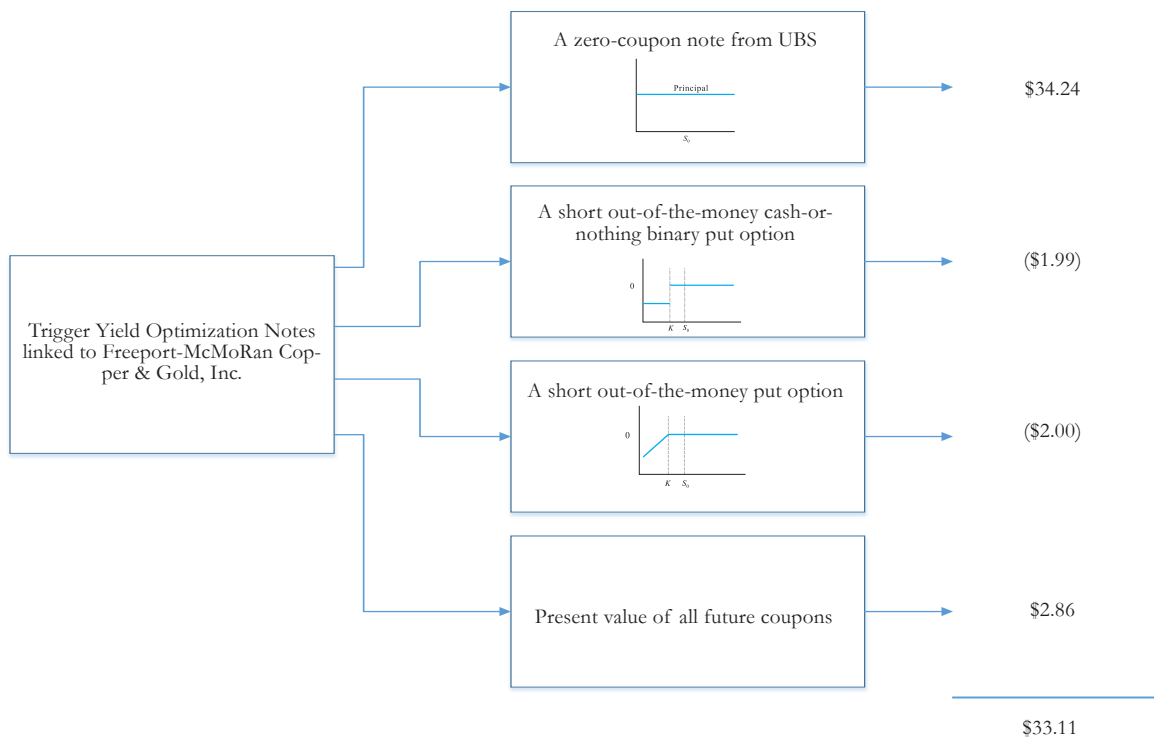 A zero-coupon note from UBS
Principal
S0
$34.24
A short out-of-the-money cash-or-
nothing binary put option
0
K
S0
($1.99)
Trigger Yield Optimization Notes
linked to Freeport-McMoRan Cop-
per & Gold, Inc.
A short out-of-the-money put option
0
K
S0
($2.00)
Present value of all future coupons
$2.86
$33.11